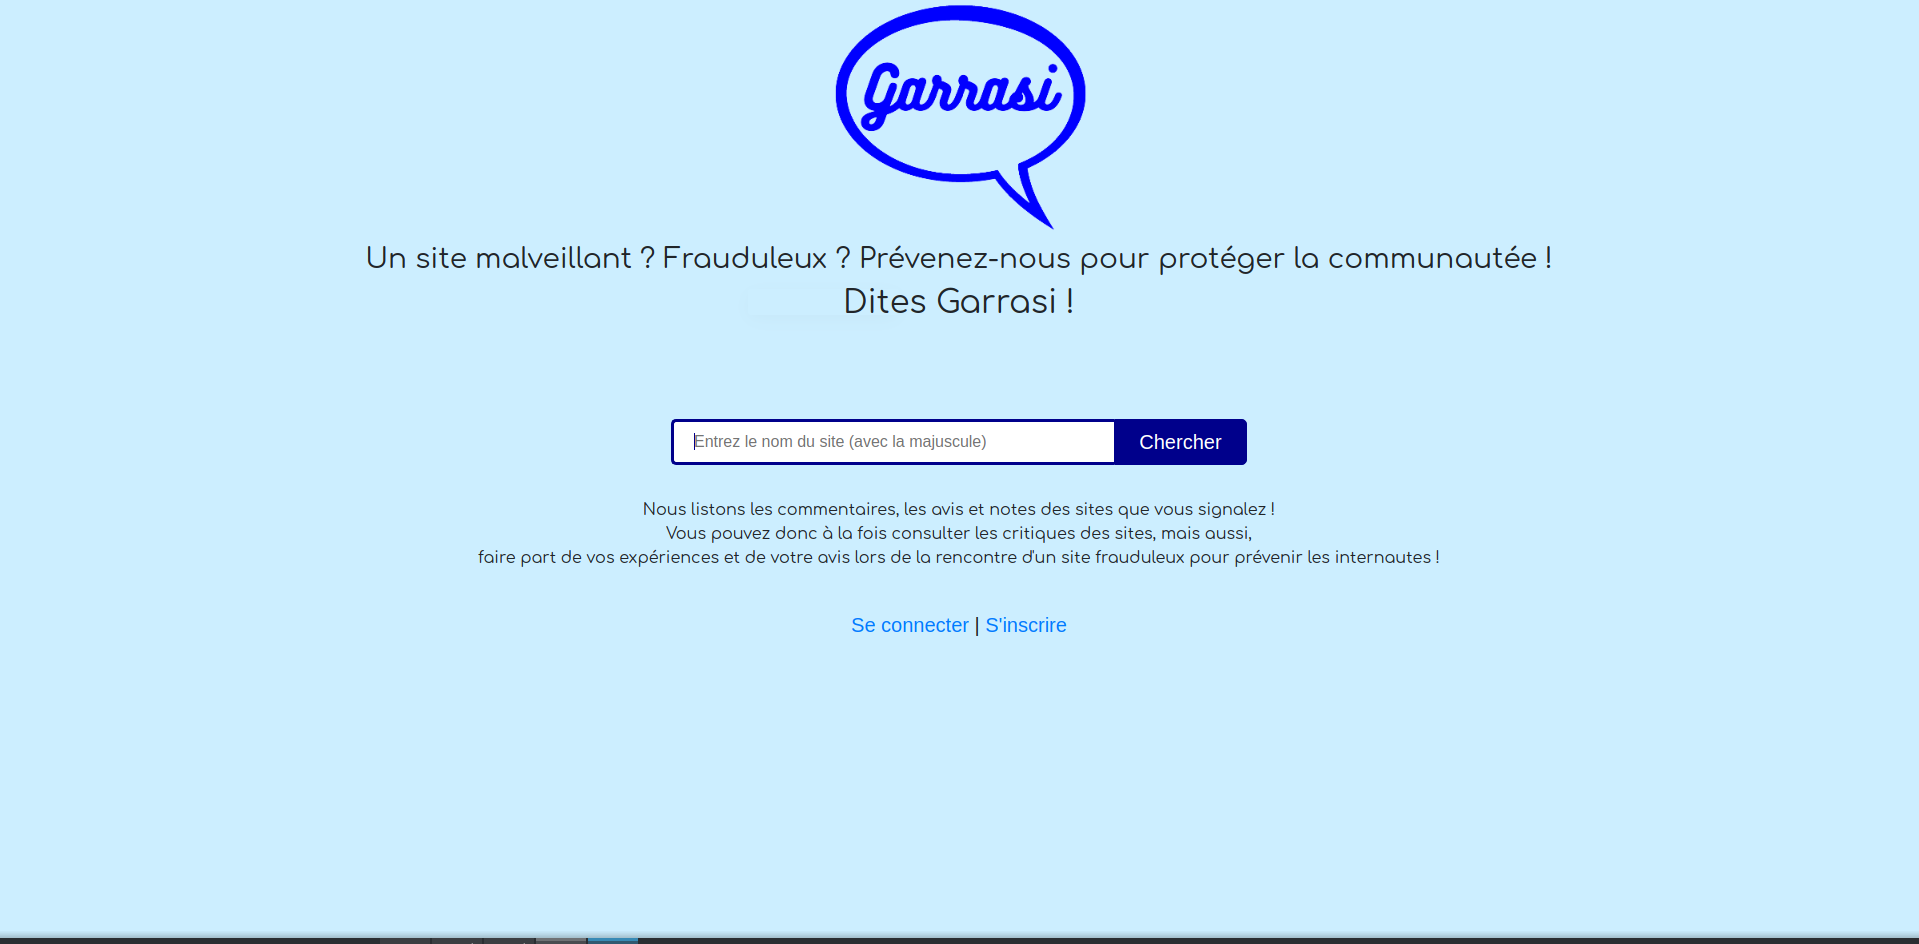 Garrasi
Un site malveillant ? Frauduleux ? Prévenez-nous pour protéger la communautée !
Dites Garrasi !
Entrez le nom du site (avec la majuscule)
Chercher
Nous listons les commentaires, les avis et notes des sites que vous signalez !
Vous pouvez donc à la fois consulter les critiques des sites, mais aussi,
faire part de vos expériences et de votre avis lors de la rencontre d'un site frauduleux pour prévenir les internautes !
Se connecter | S'inscrire